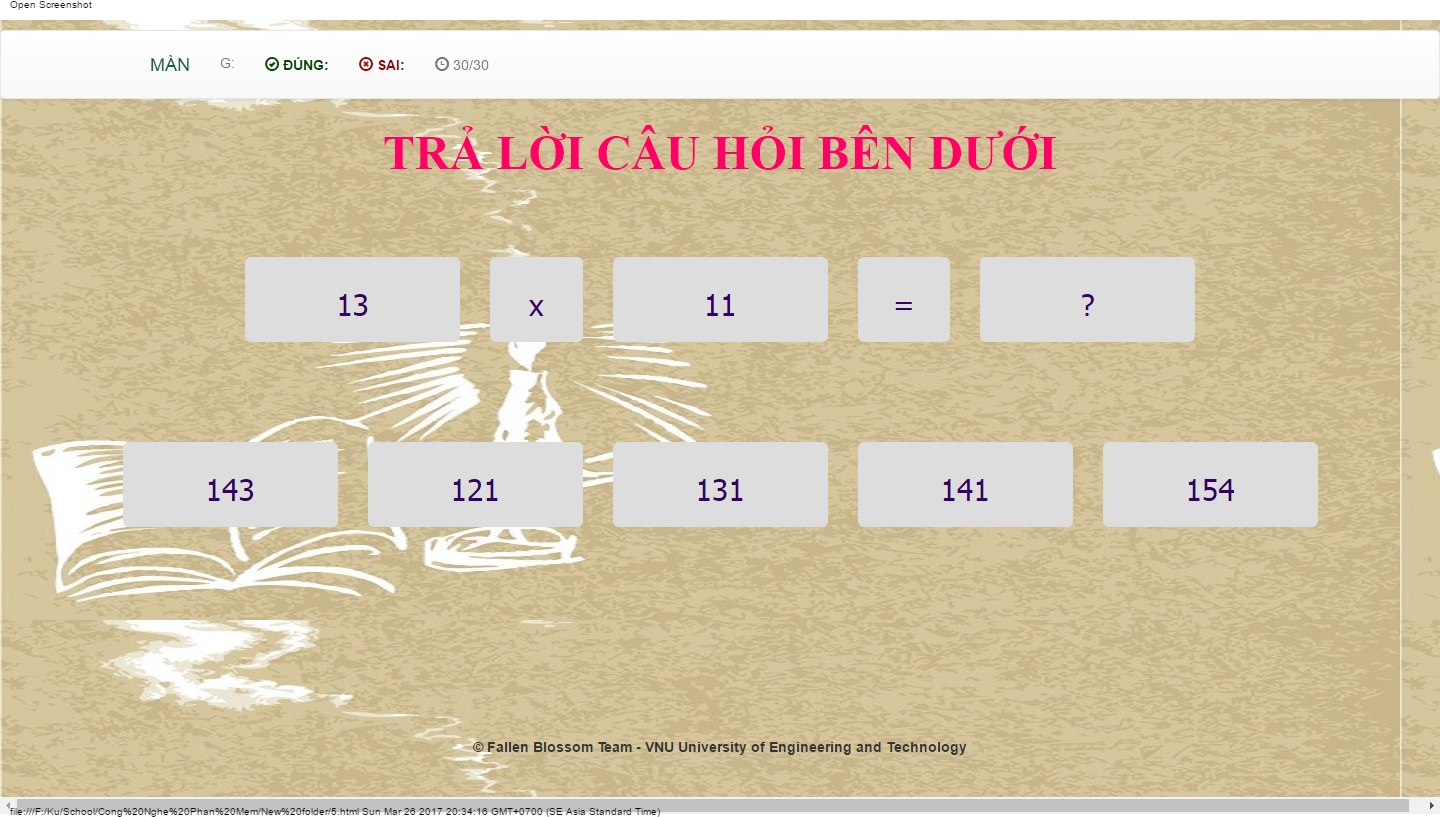 Open Screenshot
MÀN G: ĐÚNG: SAI: 30/30
TRẢ LỜI CÂU HỎI BÊN DƯỚI
13 x 11 = ?
143 121 131 141 154
© Fallen Blossom Team - VNU University of Engineering and Technology
file:///F:/Ku/School/Cong%20Nghe%20Phan%20Mem/New%20folder/5.html Sun Mar 26 2017 20:34:16 GMT+0700 (SE Asia Standard Time)